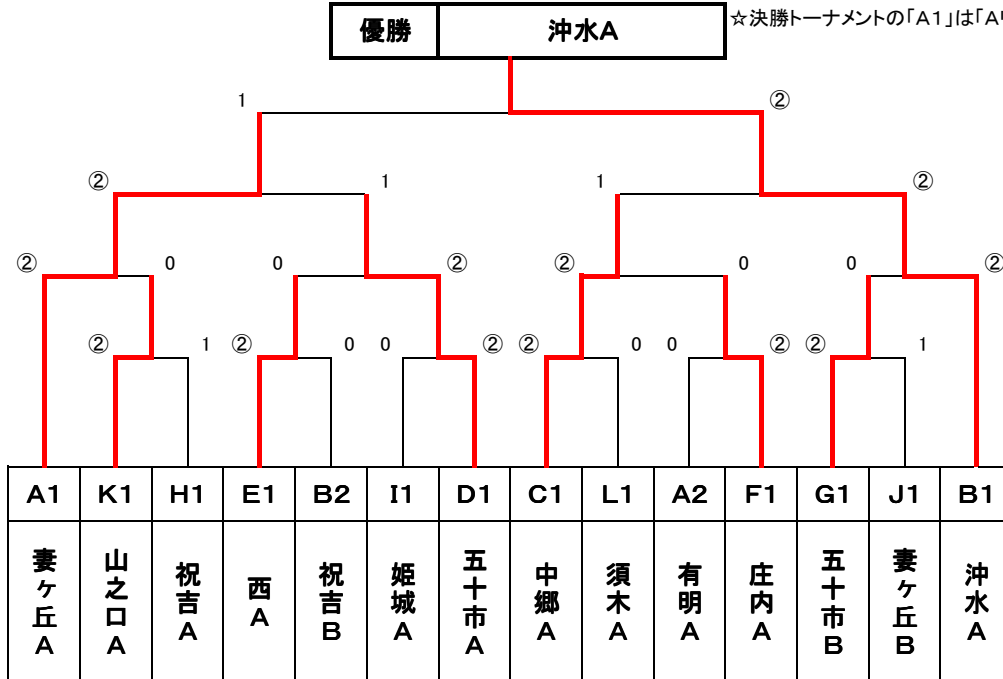 優勝 沖水A
☆決勝トーナメントの「A1」は「A
1 ②
② 1 1 ②
② 0 0 ② ② 0 0 ②
② 1 ② 0 0 ② ② 0 0 ② ② 1
A1 K1 H1 E1 B2 I1 D1 C1 L1 A2 F1 G1 J1 B1
妻ヶ丘A 山之口A 祝吉A 西A 祝吉B 姫城A 五十市A 中郷A 須木A 有明A 庄内A 五十市B 妻ヶ丘B 沖水A